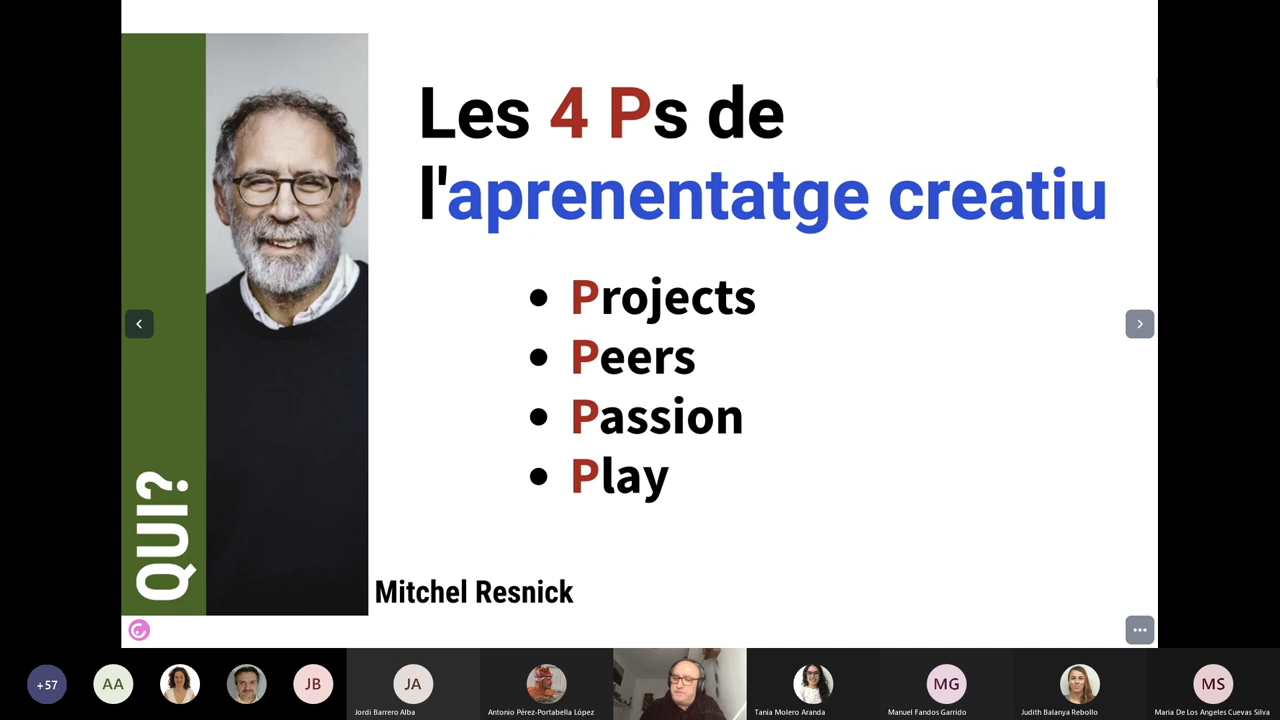 Les 4 Ps de
l'aprenentatge creatiu
Projects
Peers
Passion
Play
QUI?
Mitchel Resnick
+57
AA
JB
JA
MG
MS
Jordi Barrero Alba
Antonio Pérez-Portabella López
Tania Molero Aranda
Manuel Fandos Garrido
Judith Balanya Rebollo
Maria De Los Angeles Cuevas Silva